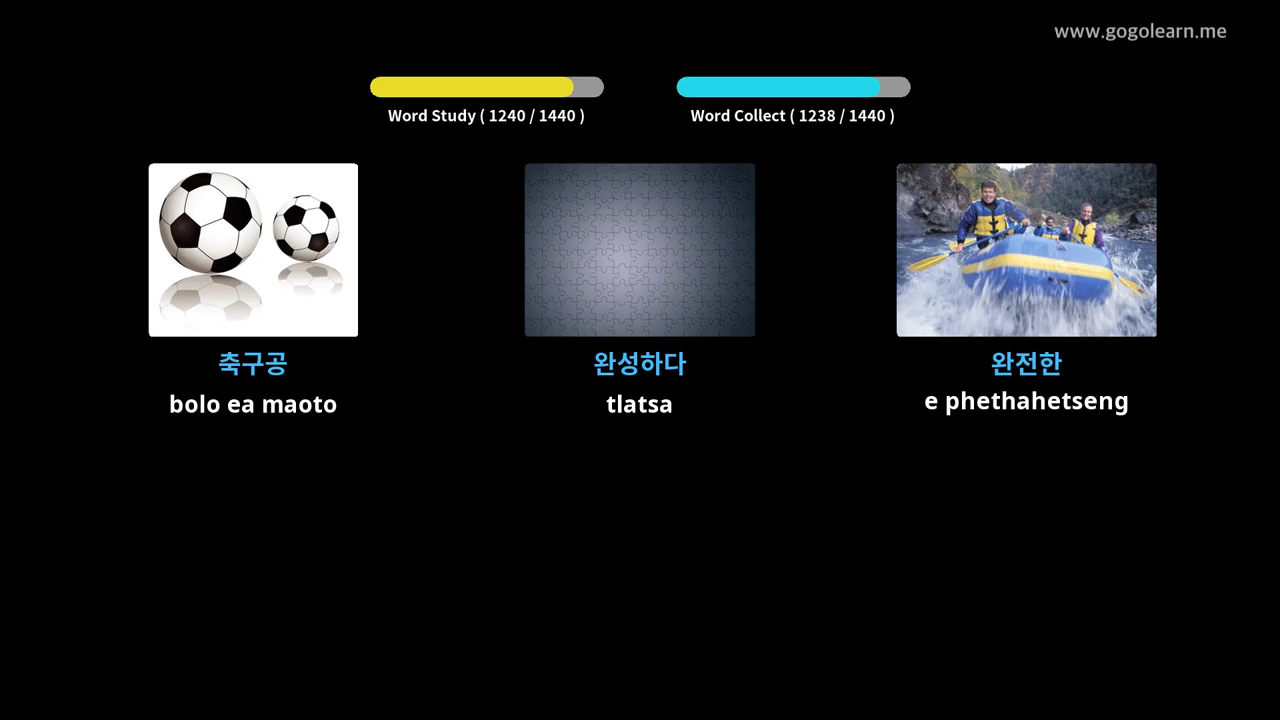 www.gogolearn.me
Word Study ( 1240 / 1440 )
Word Collect ( 1238 / 1440 )
축구공
완성하다
완전한
bolo ea maoto
tlatsa
e phethahetseng